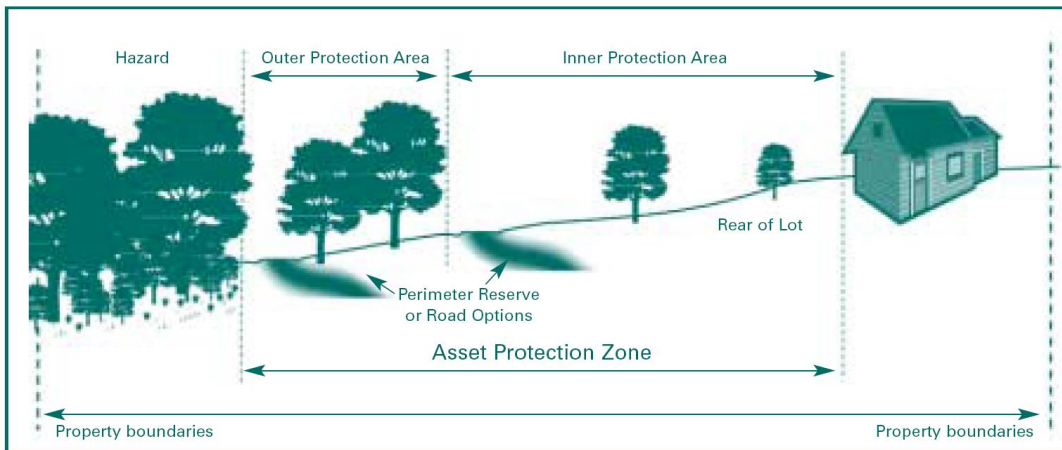 Hazard
Outer Protection Area
Inner Protection Area
Rear of Lot
Perimeter Reserve
or Road Options
Asset Protection Zone
Property boundaries
Property boundaries